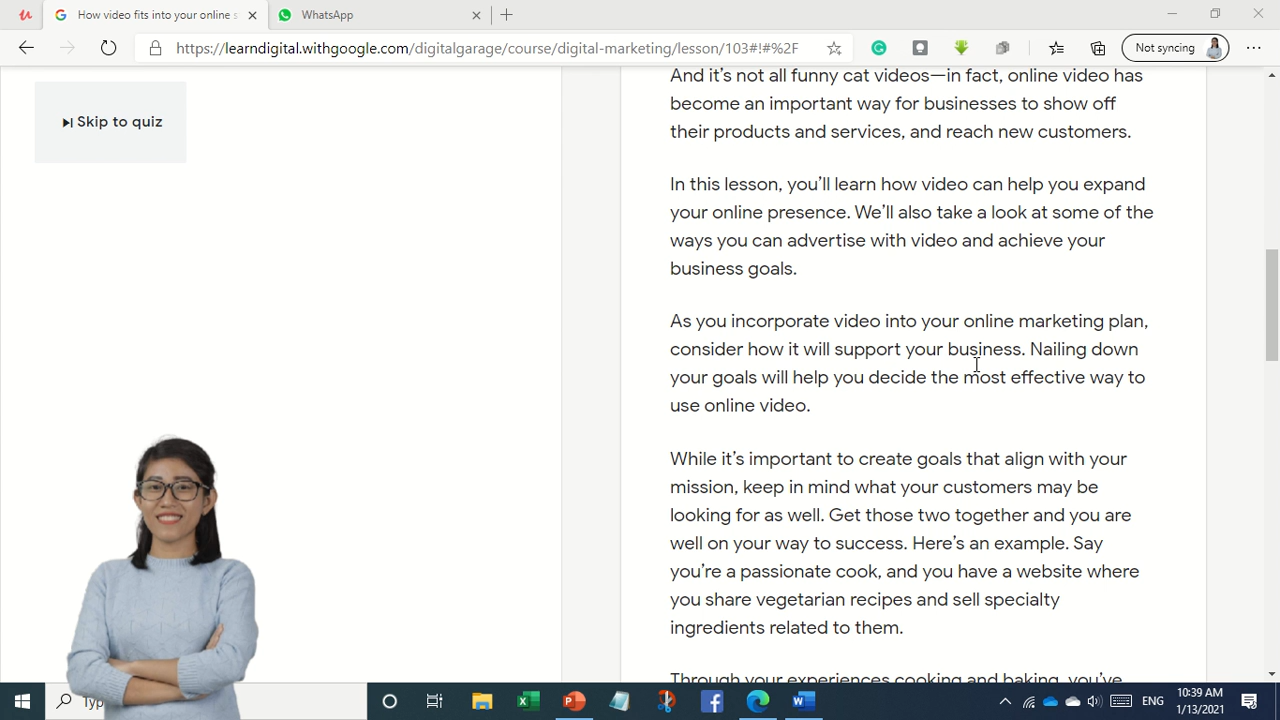 How video fits into your online s
WhatsApp
https://learndigital.withgoogle.com/digitalgarage/course/digital-marketing/lesson/103#!#%2F
Not syncing
Skip to quiz
And it's not all funny cat videos—in fact, online video has
become an important way for businesses to show off
their products and services, and reach new customers.
In this lesson, you'll learn how video can help you expand
your online presence. We'll also take a look at some of the
ways you can advertise with video and achieve your
business goals.
As you incorporate video into your online marketing plan,
consider how it will support your business. Nailing down
your goals will help you decide the most effective way to
use online video.
While it's important to create goals that align with your
mission, keep in mind what your customers may be
looking for as well. Get those two together and you are
well on your way to success. Here's an example. Say
you're a passionate cook, and you have a website where
you share vegetarian recipes and sell specialty
ingredients related to them.
Through your experiences cooking and baking, you've
Typ
ENG
10:39 AM
1/13/2021